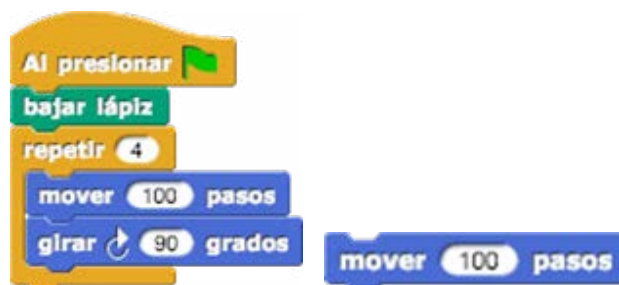 Al presionar
bajar lápiz
repetir 4
mover 100 pasos
girar 90 grados
mover 100 pasos